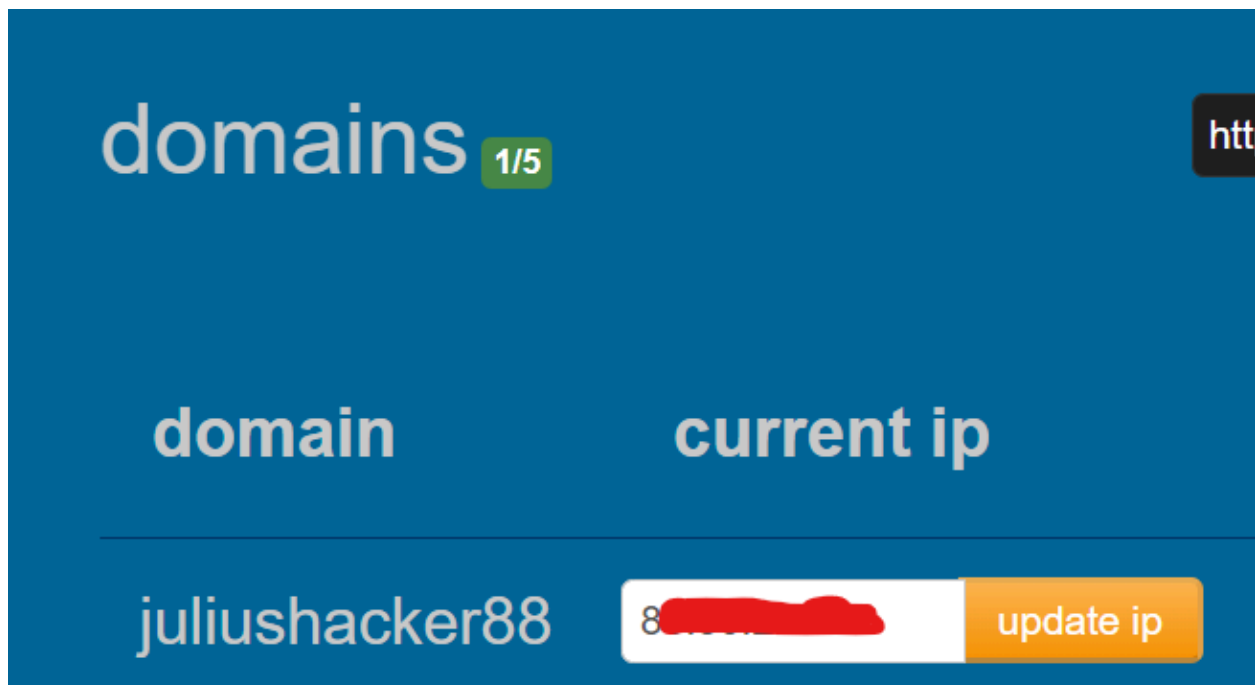 domains 1/5
htt
domain current ip
juliushacker88 8 update ip